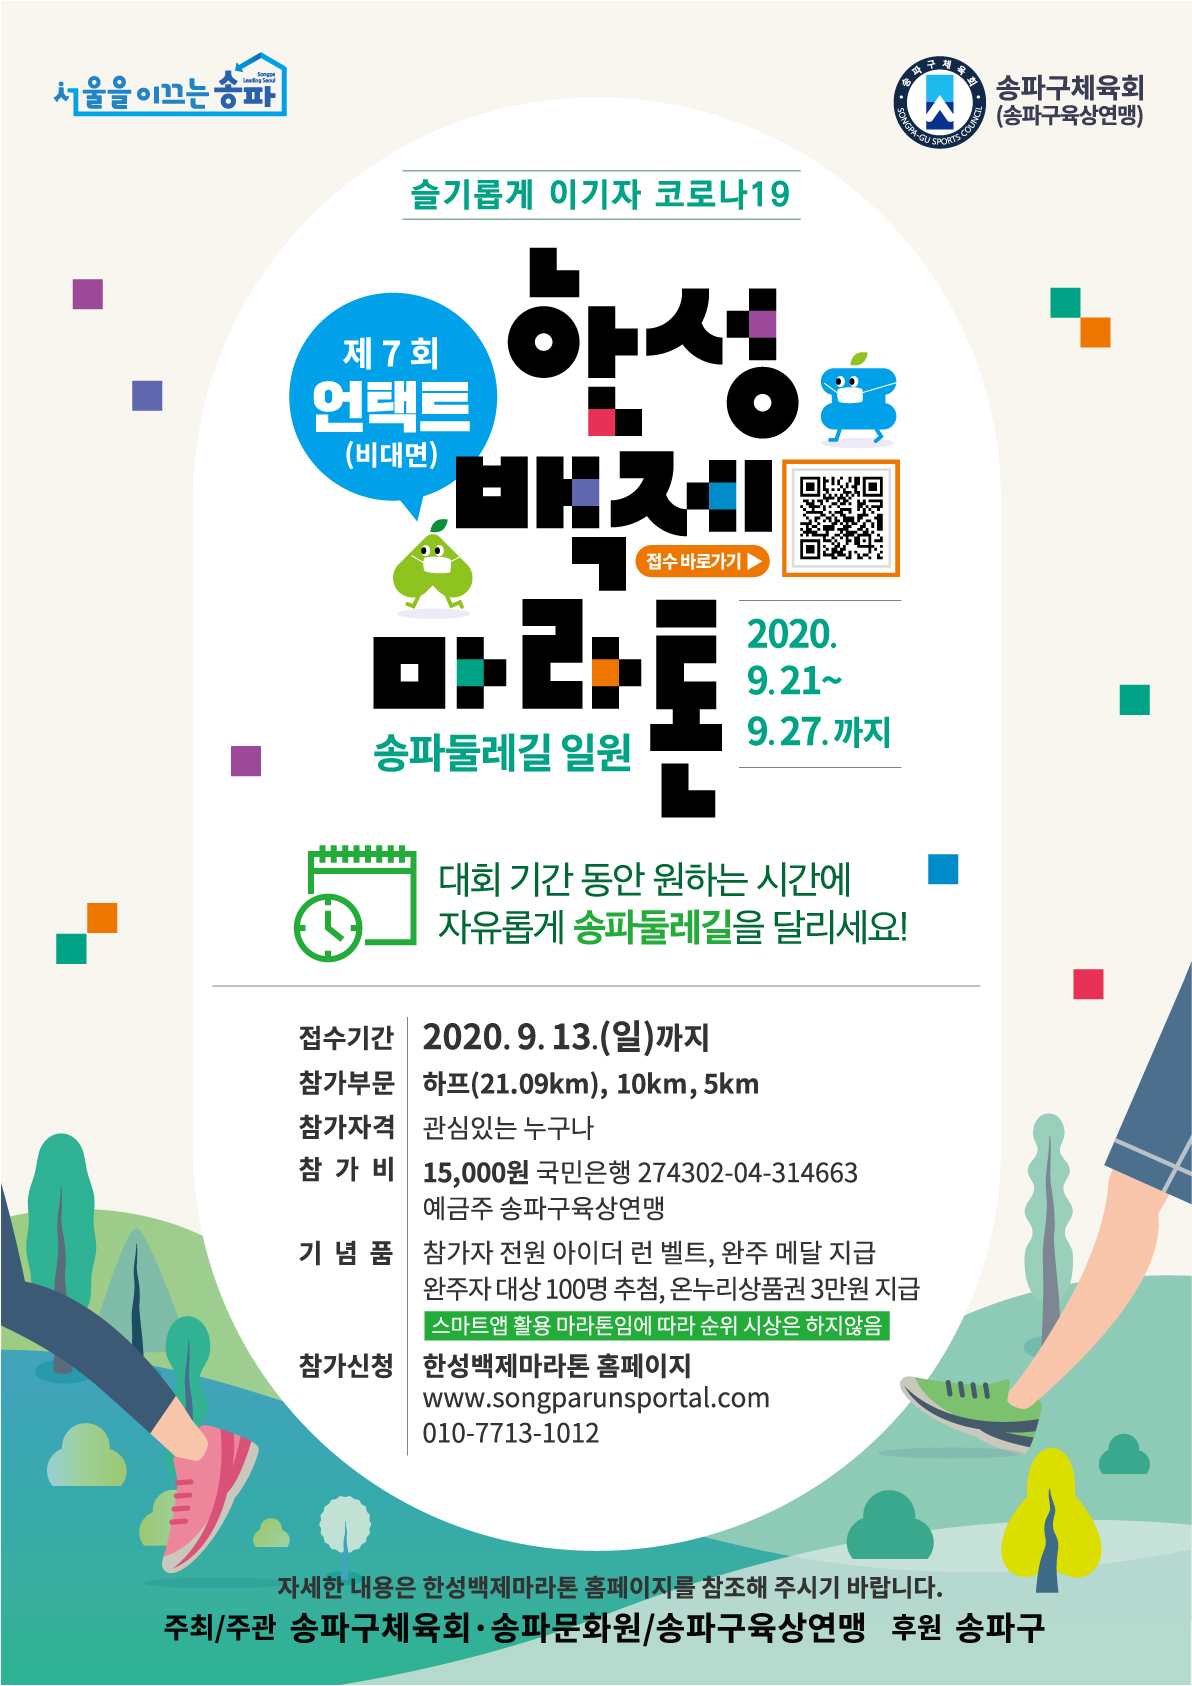 서울을 이끄는 송파
Songpa
Leading Seoul
송파구체육회
SONGPA-GU SPORTS COUNCIL
송파구체육회
(송파구육상연맹)
슬기롭게 이기자 코로나19
제 7 회
언택트
(비대면)
한성
백제
마라톤
접수 바로가기 ▶
2020.
9. 21~
9. 27. 까지
송파둘레길 일원
대회 기간 동안 원하는 시간에
자유롭게 송파둘레길을 달리세요!
접수기간 2020. 9. 13.(일)까지
참가부문 하프(21.09km), 10km, 5km
참가자격 관심있는 누구나
참 가 비 15,000원 국민은행 274302-04-314663
예금주 송파구육상연맹
기 념 품 참가자 전원 아이더 런 벨트, 완주 메달 지급
완주자 대상 100명 추첨, 온누리상품권 3만원 지급
스마트앱 활용 마라톤임에 따라 순위 시상은 하지않음
참가신청 한성백제마라톤 홈페이지
www.songparunsportal.com
010-7713-1012
자세한 내용은 한성백제마라톤 홈페이지를 참조해 주시기 바랍니다.
주최/주관 송파구체육회·송파문화원/송파구육상연맹 후원 송파구